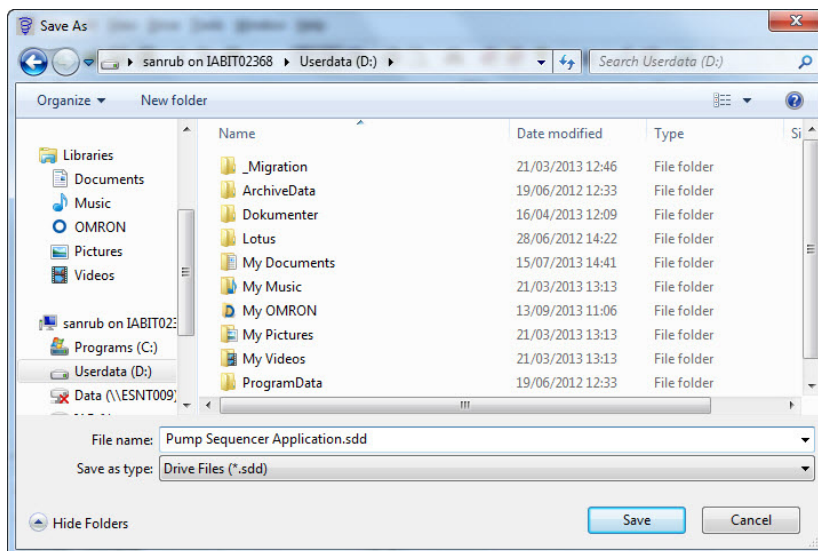 Save As
sanrub on IABIT02368 Userdata (D:)
Search Userdata (D:)
Organize New folder
Name Date modified Type Si
Libraries
Documents
Music
OMRON
Pictures
Videos
sanrub on IABIT023
Programs (C:)
Userdata (D:)
Data (\\ESNT009)
_Migration 21/03/2013 12:46 File folder
ArchiveData 19/06/2012 12:33 File folder
Dokumenter 16/04/2013 12:09 File folder
Lotus 28/06/2012 14:22 File folder
My Documents 15/07/2013 14:41 File folder
My Music 21/03/2013 13:13 File folder
My OMRON 13/09/2013 11:06 File folder
My Pictures 21/03/2013 13:13 File folder
My Videos 21/03/2013 13:13 File folder
ProgramData 19/06/2012 12:33 File folder
File name: Pump Sequencer Application.sdd
Save as type: Drive Files (*.sdd)
Hide Folders
Save Cancel